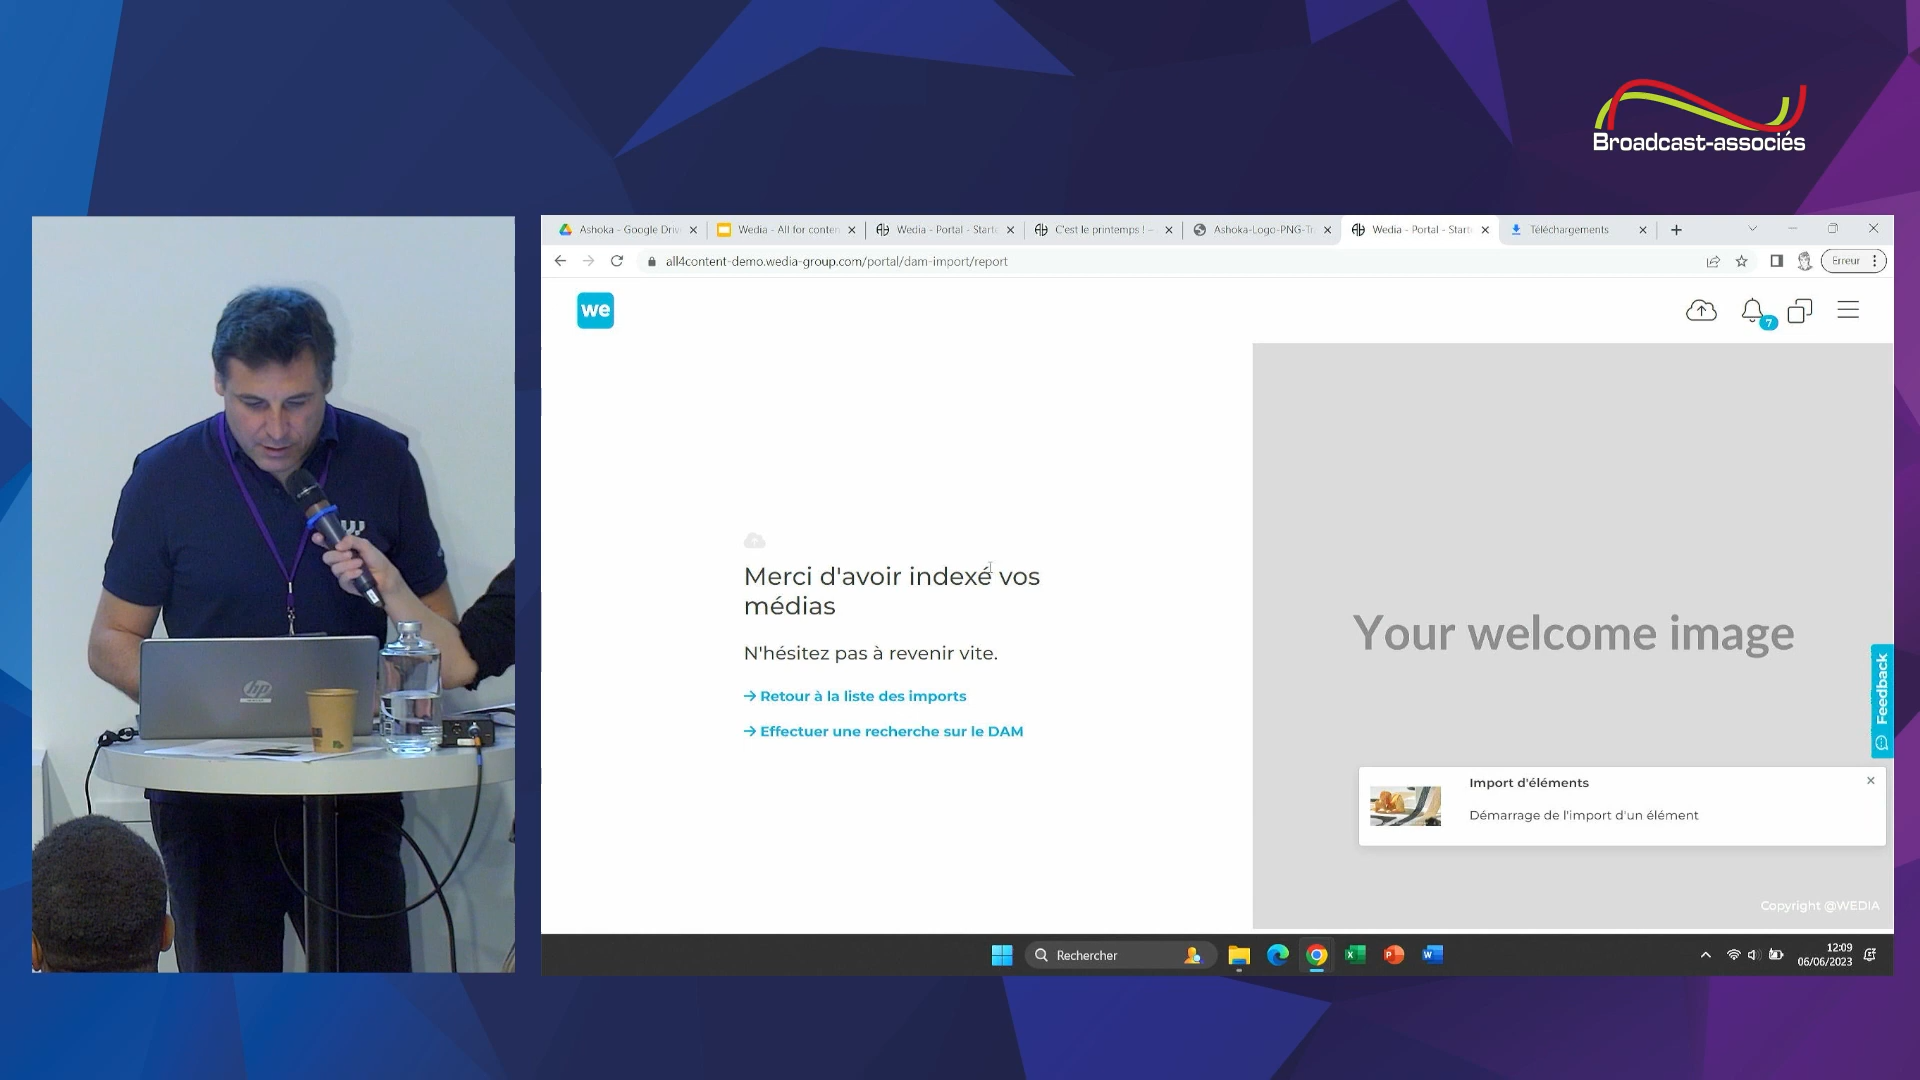 Broadcast-associés
Ashoka - Google Driv
Wedia - All for conten
Wedia - Portal - Starte
C'est le printemps ! –
Ashoka-Logo-PNG-Tr
Wedia - Portal - Start
Téléchargements
all4content-demo.wedia-group.com/portal/dam-import/report
Erreur
we
7
Merci d'avoir indexé vos
médias
N'hésitez pas à revenir vite.
→ Retour à la liste des imports
→ Effectuer une recherche sur le DAM
Your welcome image
Feedback
Import d'éléments
Démarrage de l'import d'un élément
Copyright @WEDIA
hp
Rechercher
12:09
06/06/2023